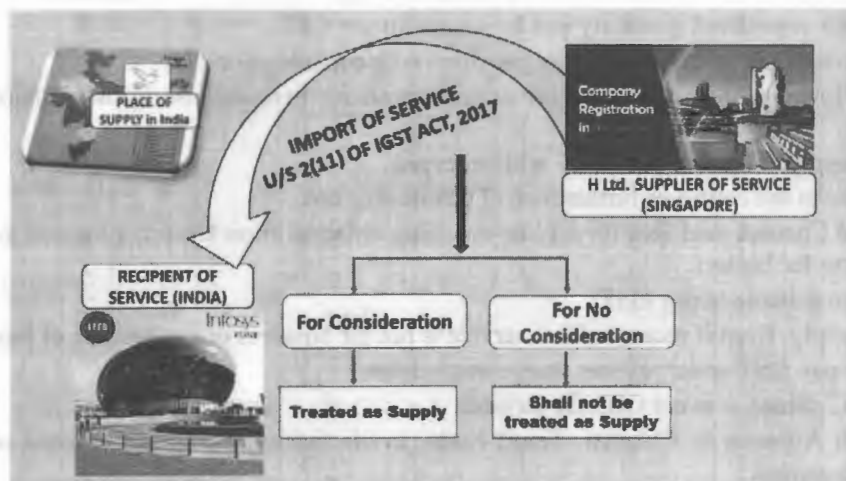 PLACE OF
SUPPLY in India
IMPORT OF SERVICE
U/S 2(11) OF IGST ACT, 2017
Company
Registration
in
H Ltd. SUPPLIER OF SERVICE
(SINGAPORE)
RECIPIENT OF
SERVICE (INDIA)
Infosys
For Consideration
For No
Consideration
Treated as Supply
Shall not be
treated as Supply